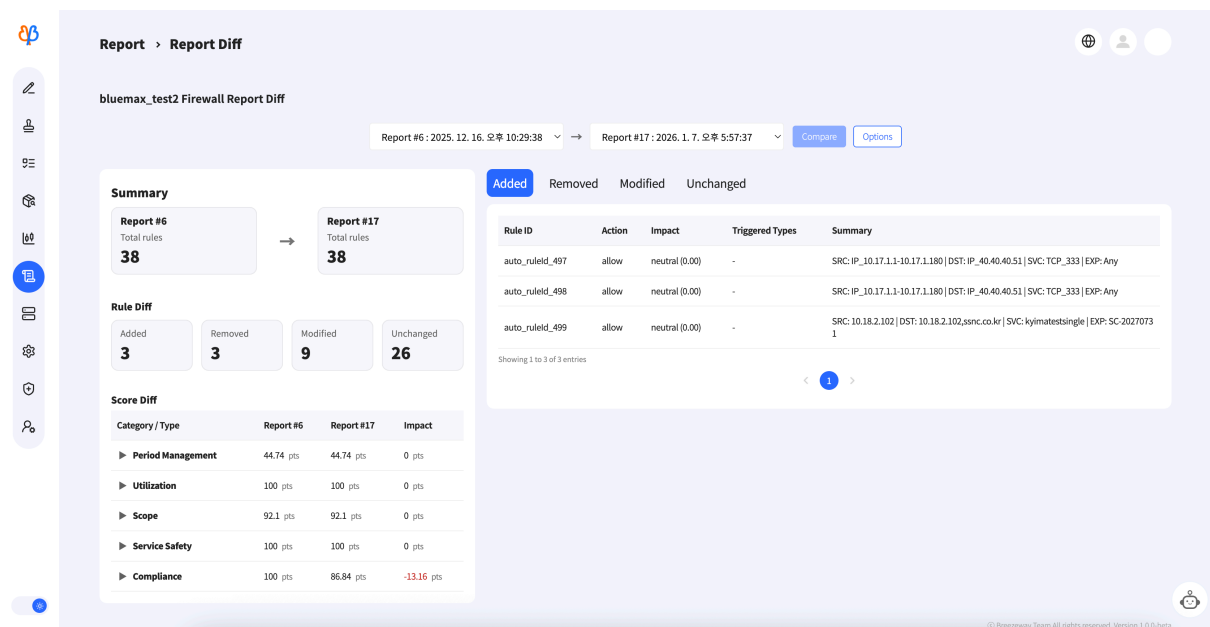 Report › Report Diff
bluemax_test2 Firewall Report Diff
Report #6 : 2025. 12. 16. 오후 10:29:38 → Report #17 : 2026. 1. 7. 오후 5:57:37 Compare Options
Summary
Report #6
Total rules
38
→
Report #17
Total rules
38
Rule Diff
Added
3
Removed
3
Modified
9
Unchanged
26
Score Diff
Category / Type Report #6 Report #17 Impact
Period Management 44.74 pts 44.74 pts 0 pts
Utilization 100 pts 100 pts 0 pts
Scope 92.1 pts 92.1 pts 0 pts
Service Safety 100 pts 100 pts 0 pts
Compliance 100 pts 86.84 pts -13.16 pts
Added Removed Modified Unchanged
Rule ID Action Impact Triggered Types Summary
auto_ruleId_497 allow neutral (0.00) - SRC: IP_10.17.1.1-10.17.1.180 | DST: IP_40.40.40.51 | SVC: TCP_333 | EXP: Any
auto_ruleId_498 allow neutral (0.00) - SRC: IP_10.17.1.1-10.17.1.180 | DST: IP_40.40.40.51 | SVC: TCP_333 | EXP: Any
auto_ruleId_499 allow neutral (0.00) - SRC: 10.18.2.102 | DST: 10.18.2.102,ssnc.co.kr | SVC: kyimatestsingle | EXP: SC-2027073
1
Showing 1 to 3 of 3 entries
‹ 1 ›
ⓒ Breezeway Team All rights reserved. Version 1.0.0-beta